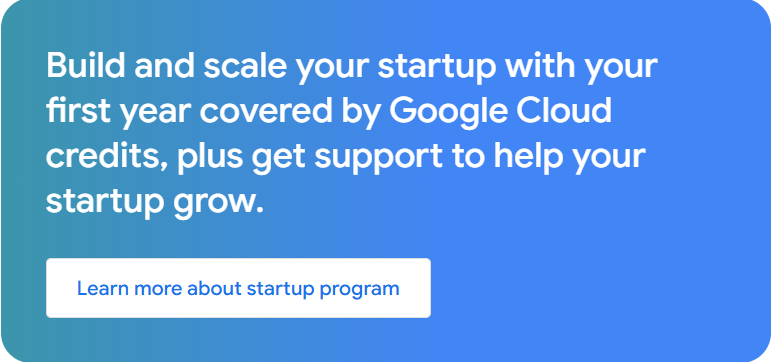 Build and scale your startup with your
first year covered by Google Cloud
credits, plus get support to help your
startup grow.
Learn more about startup program